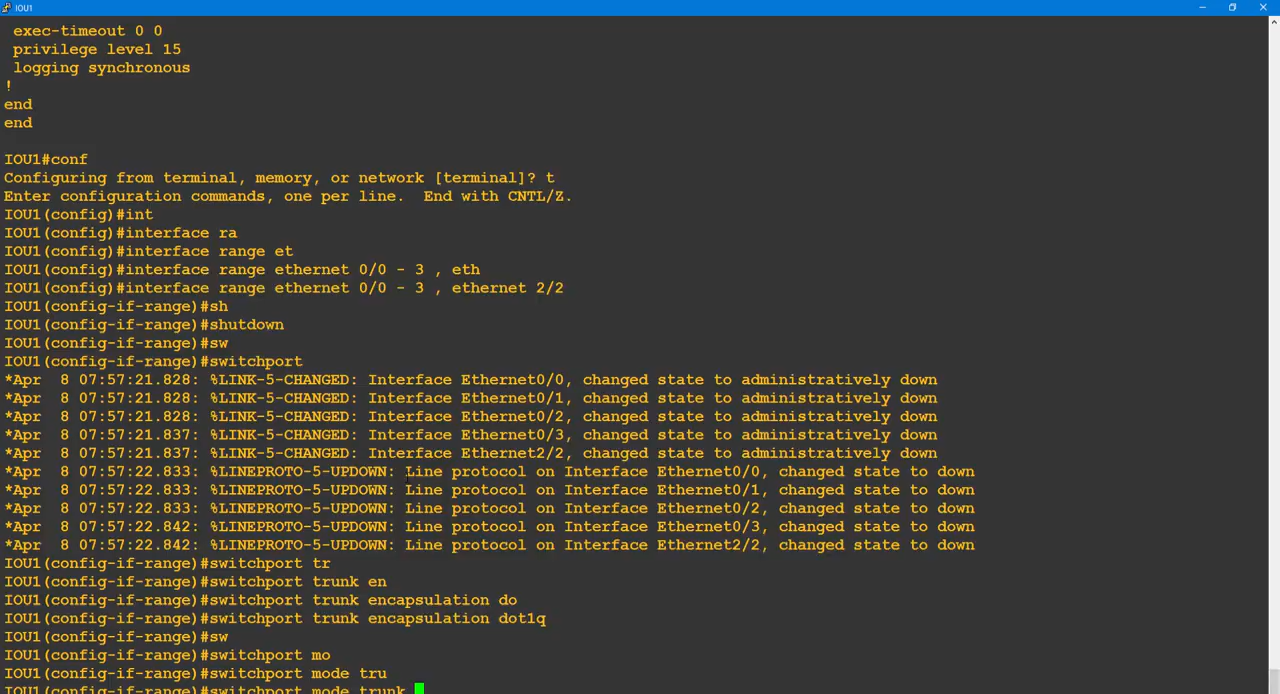 IOU1
exec-timeout 0 0
privilege level 15
logging synchronous
!
end
end
IOU1#conf
Configuring from terminal, memory, or network [terminal]? t
Enter configuration commands, one per line.  End with CNTL/Z.
IOU1(config)#int
IOU1(config)#interface ra
IOU1(config)#interface range et
IOU1(config)#interface range ethernet 0/0 - 3 , eth
IOU1(config)#interface range ethernet 0/0 - 3 , ethernet 2/2
IOU1(config-if-range)#sh
IOU1(config-if-range)#shutdown
IOU1(config-if-range)#sw
IOU1(config-if-range)#switchport
*Apr  8 07:57:21.828: %LINK-5-CHANGED: Interface Ethernet0/0, changed state to administratively down
*Apr  8 07:57:21.828: %LINK-5-CHANGED: Interface Ethernet0/1, changed state to administratively down
*Apr  8 07:57:21.828: %LINK-5-CHANGED: Interface Ethernet0/2, changed state to administratively down
*Apr  8 07:57:21.837: %LINK-5-CHANGED: Interface Ethernet0/3, changed state to administratively down
*Apr  8 07:57:21.837: %LINK-5-CHANGED: Interface Ethernet2/2, changed state to administratively down
*Apr  8 07:57:22.833: %LINEPROTO-5-UPDOWN: Line protocol on Interface Ethernet0/0, changed state to down
*Apr  8 07:57:22.833: %LINEPROTO-5-UPDOWN: Line protocol on Interface Ethernet0/1, changed state to down
*Apr  8 07:57:22.833: %LINEPROTO-5-UPDOWN: Line protocol on Interface Ethernet0/2, changed state to down
*Apr  8 07:57:22.842: %LINEPROTO-5-UPDOWN: Line protocol on Interface Ethernet0/3, changed state to down
*Apr  8 07:57:22.842: %LINEPROTO-5-UPDOWN: Line protocol on Interface Ethernet2/2, changed state to down
IOU1(config-if-range)#switchport tr
IOU1(config-if-range)#switchport trunk en
IOU1(config-if-range)#switchport trunk encapsulation do
IOU1(config-if-range)#switchport trunk encapsulation dot1q
IOU1(config-if-range)#sw
IOU1(config-if-range)#switchport mo
IOU1(config-if-range)#switchport mode tru
IOU1(config-if-range)#switchport mode trunk